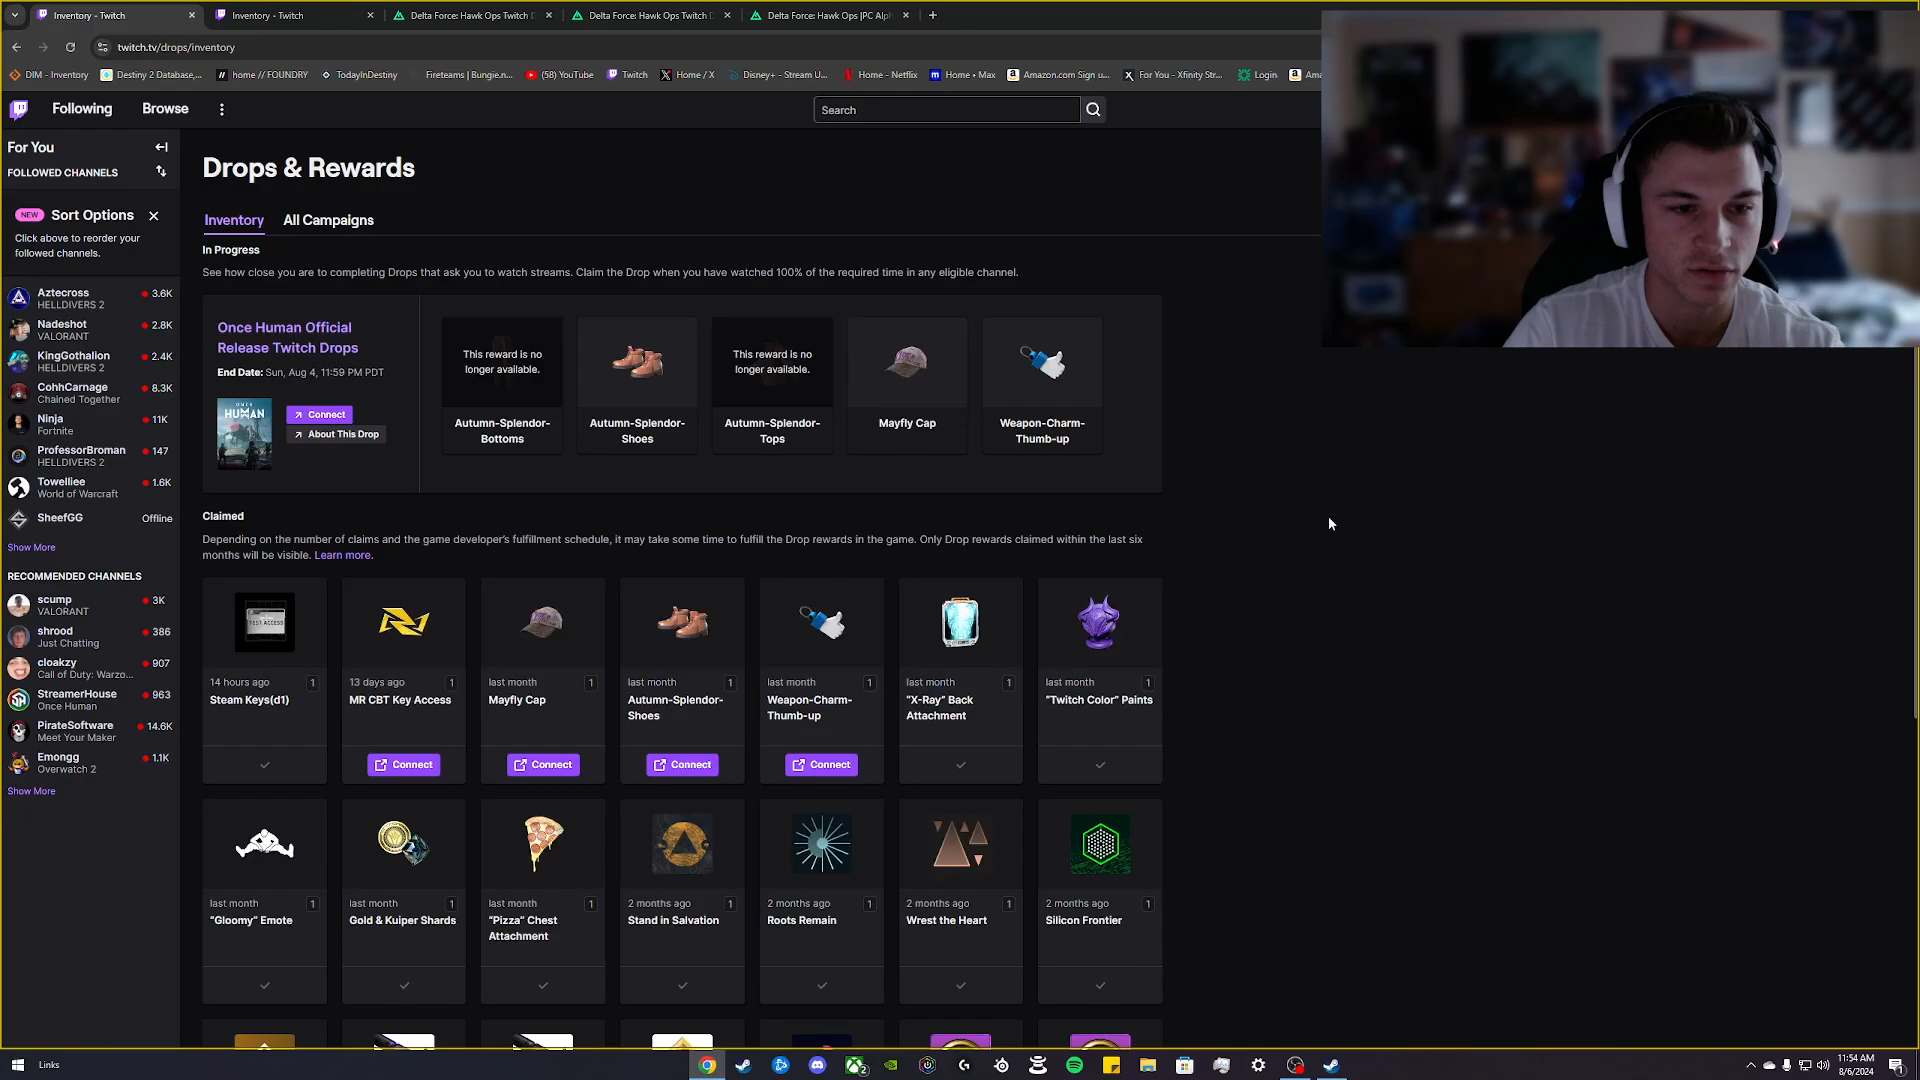 Inventory - Twitch
Inventory - Twitch
Delta Force: Hawk Ops Twitch D
Delta Force: Hawk Ops Twitch D
Delta Force: Hawk Ops |PC Alph
twitch.tv/drops/inventory
DIM - Inventory
Destiny 2 Database,...
home // FOUNDRY
TodayInDestiny
Fireteams | Bungie.n...
(58) YouTube
Twitch
Home / X
Disney+ - Stream U...
Home - Netflix
Home • Max
Amazon.com Sign u...
For You - Xfinity Str...
Login
Ama
Following
Browse
Search
For You
FOLLOWED CHANNELS
NEW
Sort Options
Click above to reorder your
followed channels.
Aztecross
3.6K
HELLDIVERS 2
Nadeshot
2.8K
VALORANT
KingGothalion
2.4K
HELLDIVERS 2
CohhCarnage
8.3K
Chained Together
Ninja
11K
Fortnite
ProfessorBroman
147
HELLDIVERS 2
Towelliee
1.6K
World of Warcraft
SheefGG
Offline
Show More
RECOMMENDED CHANNELS
scump
3K
VALORANT
shrood
386
Just Chatting
cloakzy
907
Call of Duty: Warzo...
StreamerHouse
963
Once Human
PirateSoftware
14.6K
Meet Your Maker
Emongg
1.1K
Overwatch 2
Show More
Drops & Rewards
Inventory
All Campaigns
In Progress
See how close you are to completing Drops that ask you to watch streams. Claim the Drop when you have watched 100% of the required time in any eligible channel.
Once Human Official
Release Twitch Drops
End Date: Sun, Aug 4, 11:59 PM PDT
ONCE
HUMAN
Connect
About This Drop
This reward is no
longer available.
Autumn-Splendor-
Bottoms
Autumn-Splendor-
Shoes
This reward is no
longer available.
Autumn-Splendor-
Tops
Mayfly Cap
Weapon-Charm-
Thumb-up
Claimed
Depending on the number of claims and the game developer's fulfillment schedule, it may take some time to fulfill the Drop rewards in the game. Only Drop rewards claimed within the last six
months will be visible. Learn more.
TEST ACCESS
14 hours ago
1
Steam Keys(d1)
13 days ago
1
MR CBT Key Access
Connect
last month
1
Mayfly Cap
Connect
last month
1
Autumn-Splendor-
Shoes
Connect
last month
1
Weapon-Charm-
Thumb-up
Connect
last month
1
"X-Ray" Back
Attachment
last month
1
"Twitch Color" Paints
last month
1
"Gloomy" Emote
last month
1
Gold & Kuiper Shards
last month
1
"Pizza" Chest
Attachment
2 months ago
1
Stand in Salvation
2 months ago
1
Roots Remain
2 months ago
1
Wrest the Heart
2 months ago
1
Silicon Frontier
Links
2
11:54 AM
8/6/2024
1